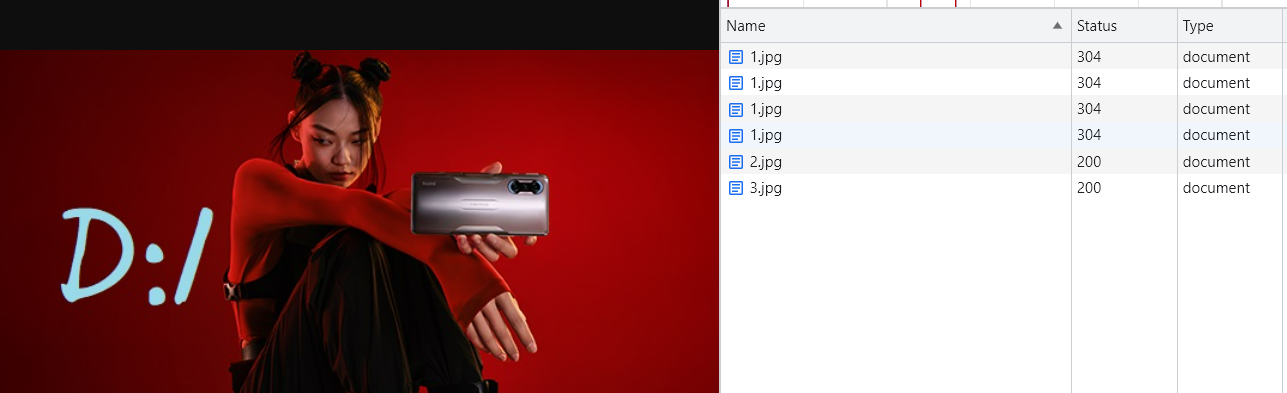 D:/
Name Status Type
1.jpg 304 document
1.jpg 304 document
1.jpg 304 document
1.jpg 304 document
2.jpg 200 document
3.jpg 200 document